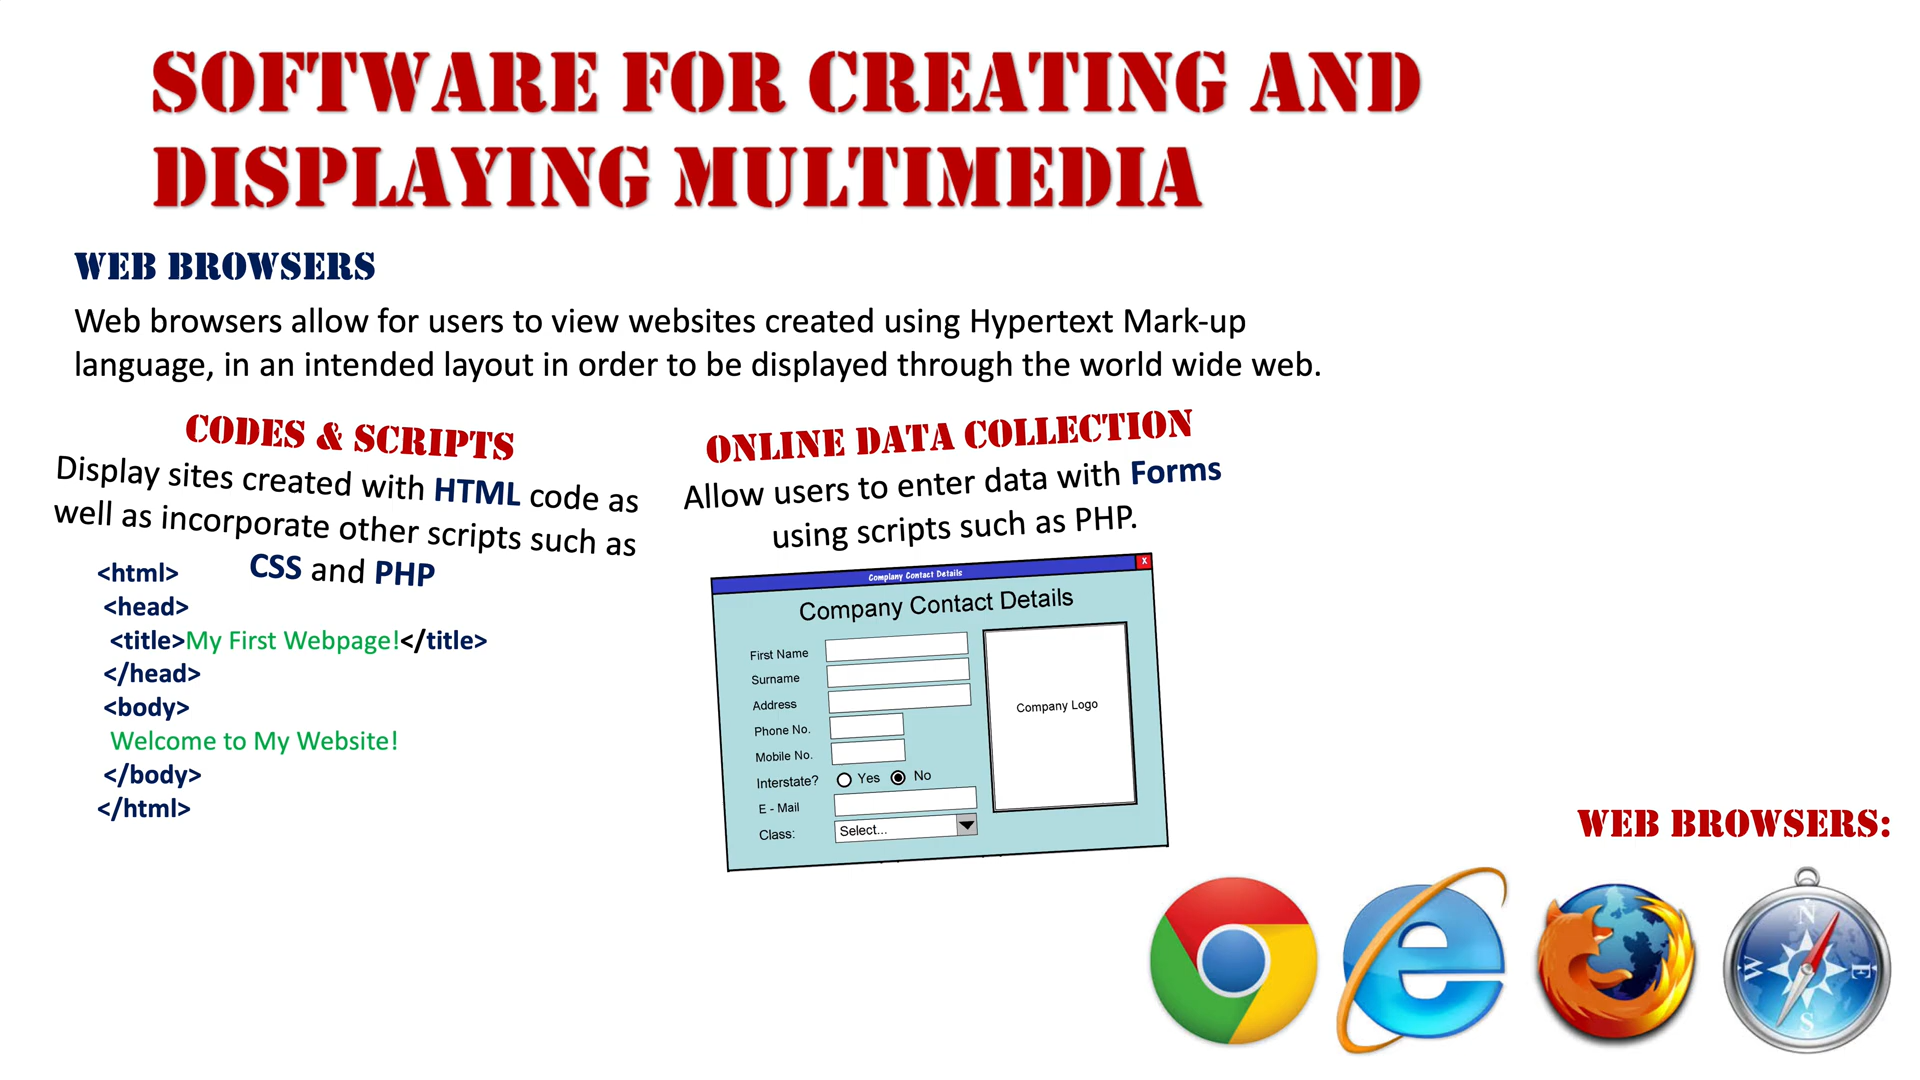 SOFTWARE FOR CREATING AND
DISPLAYING MULTIMEDIA
WEB BROWSERS
Web browsers allow for users to view websites created using Hypertext Mark-up
language, in an intended layout in order to be displayed through the world wide web.
CODES & SCRIPTS
Display sites created with HTML code as
well as incorporate other scripts such as
CSS and PHP
<html>
<head>
<title>My First Webpage!</title>
</head>
<body>
Welcome to My Website!
</body>
</html>
ONLINE DATA COLLECTION
Allow users to enter data with Forms
using scripts such as PHP.
Complany Contact Details
X
Company Contact Details
First Name
Surname
Address
Phone No.
Mobile No.
Interstate? Yes No
E - Mail
Class: Select...
Company Logo
WEB BROWSERS:
N
W E
S